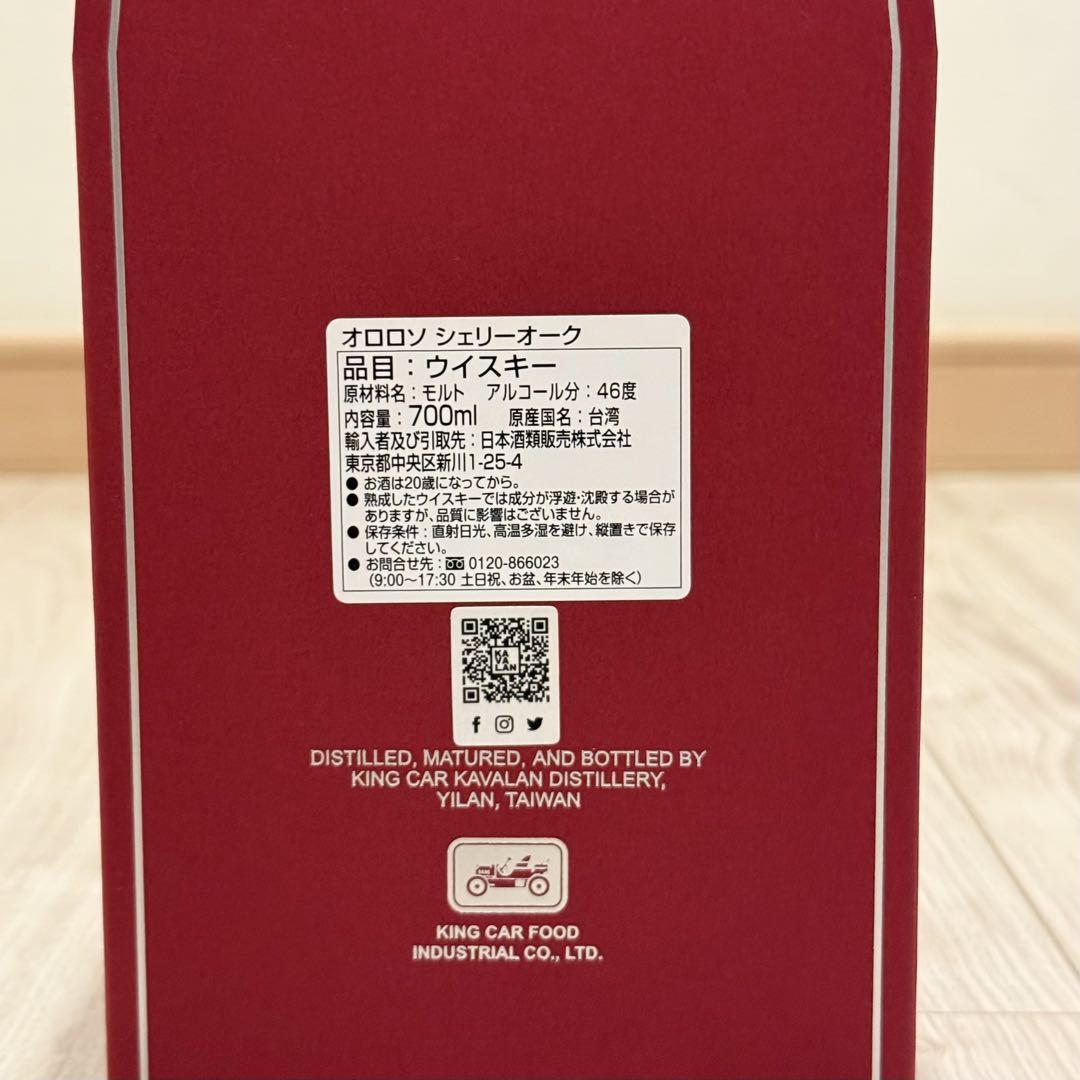 オロロソ シェリーオーク
品目：ウイスキー
原材料名：モルト　アルコール分：46度
内容量：700ml　原産国名：台湾
輸入者及び引取先：日本酒類販売株式会社
東京都中央区新川1-25-4
● お酒は20歳になってから。
● 熟成したウイスキーでは成分が浮遊・沈殿する場合が
ありますが、品質に影響はございません。
● 保存条件：直射日光、高温多湿を避け、縦置きで保存
してください。
● お問合せ先： 0120-866023
（9:00～17:30 土日祝、お盆、年末年始を除く）
KA
VA
LAN
DISTILLED, MATURED, AND BOTTLED BY
KING CAR KAVALAN DISTILLERY,
YILAN, TAIWAN
KING CAR FOOD
INDUSTRIAL CO., LTD.